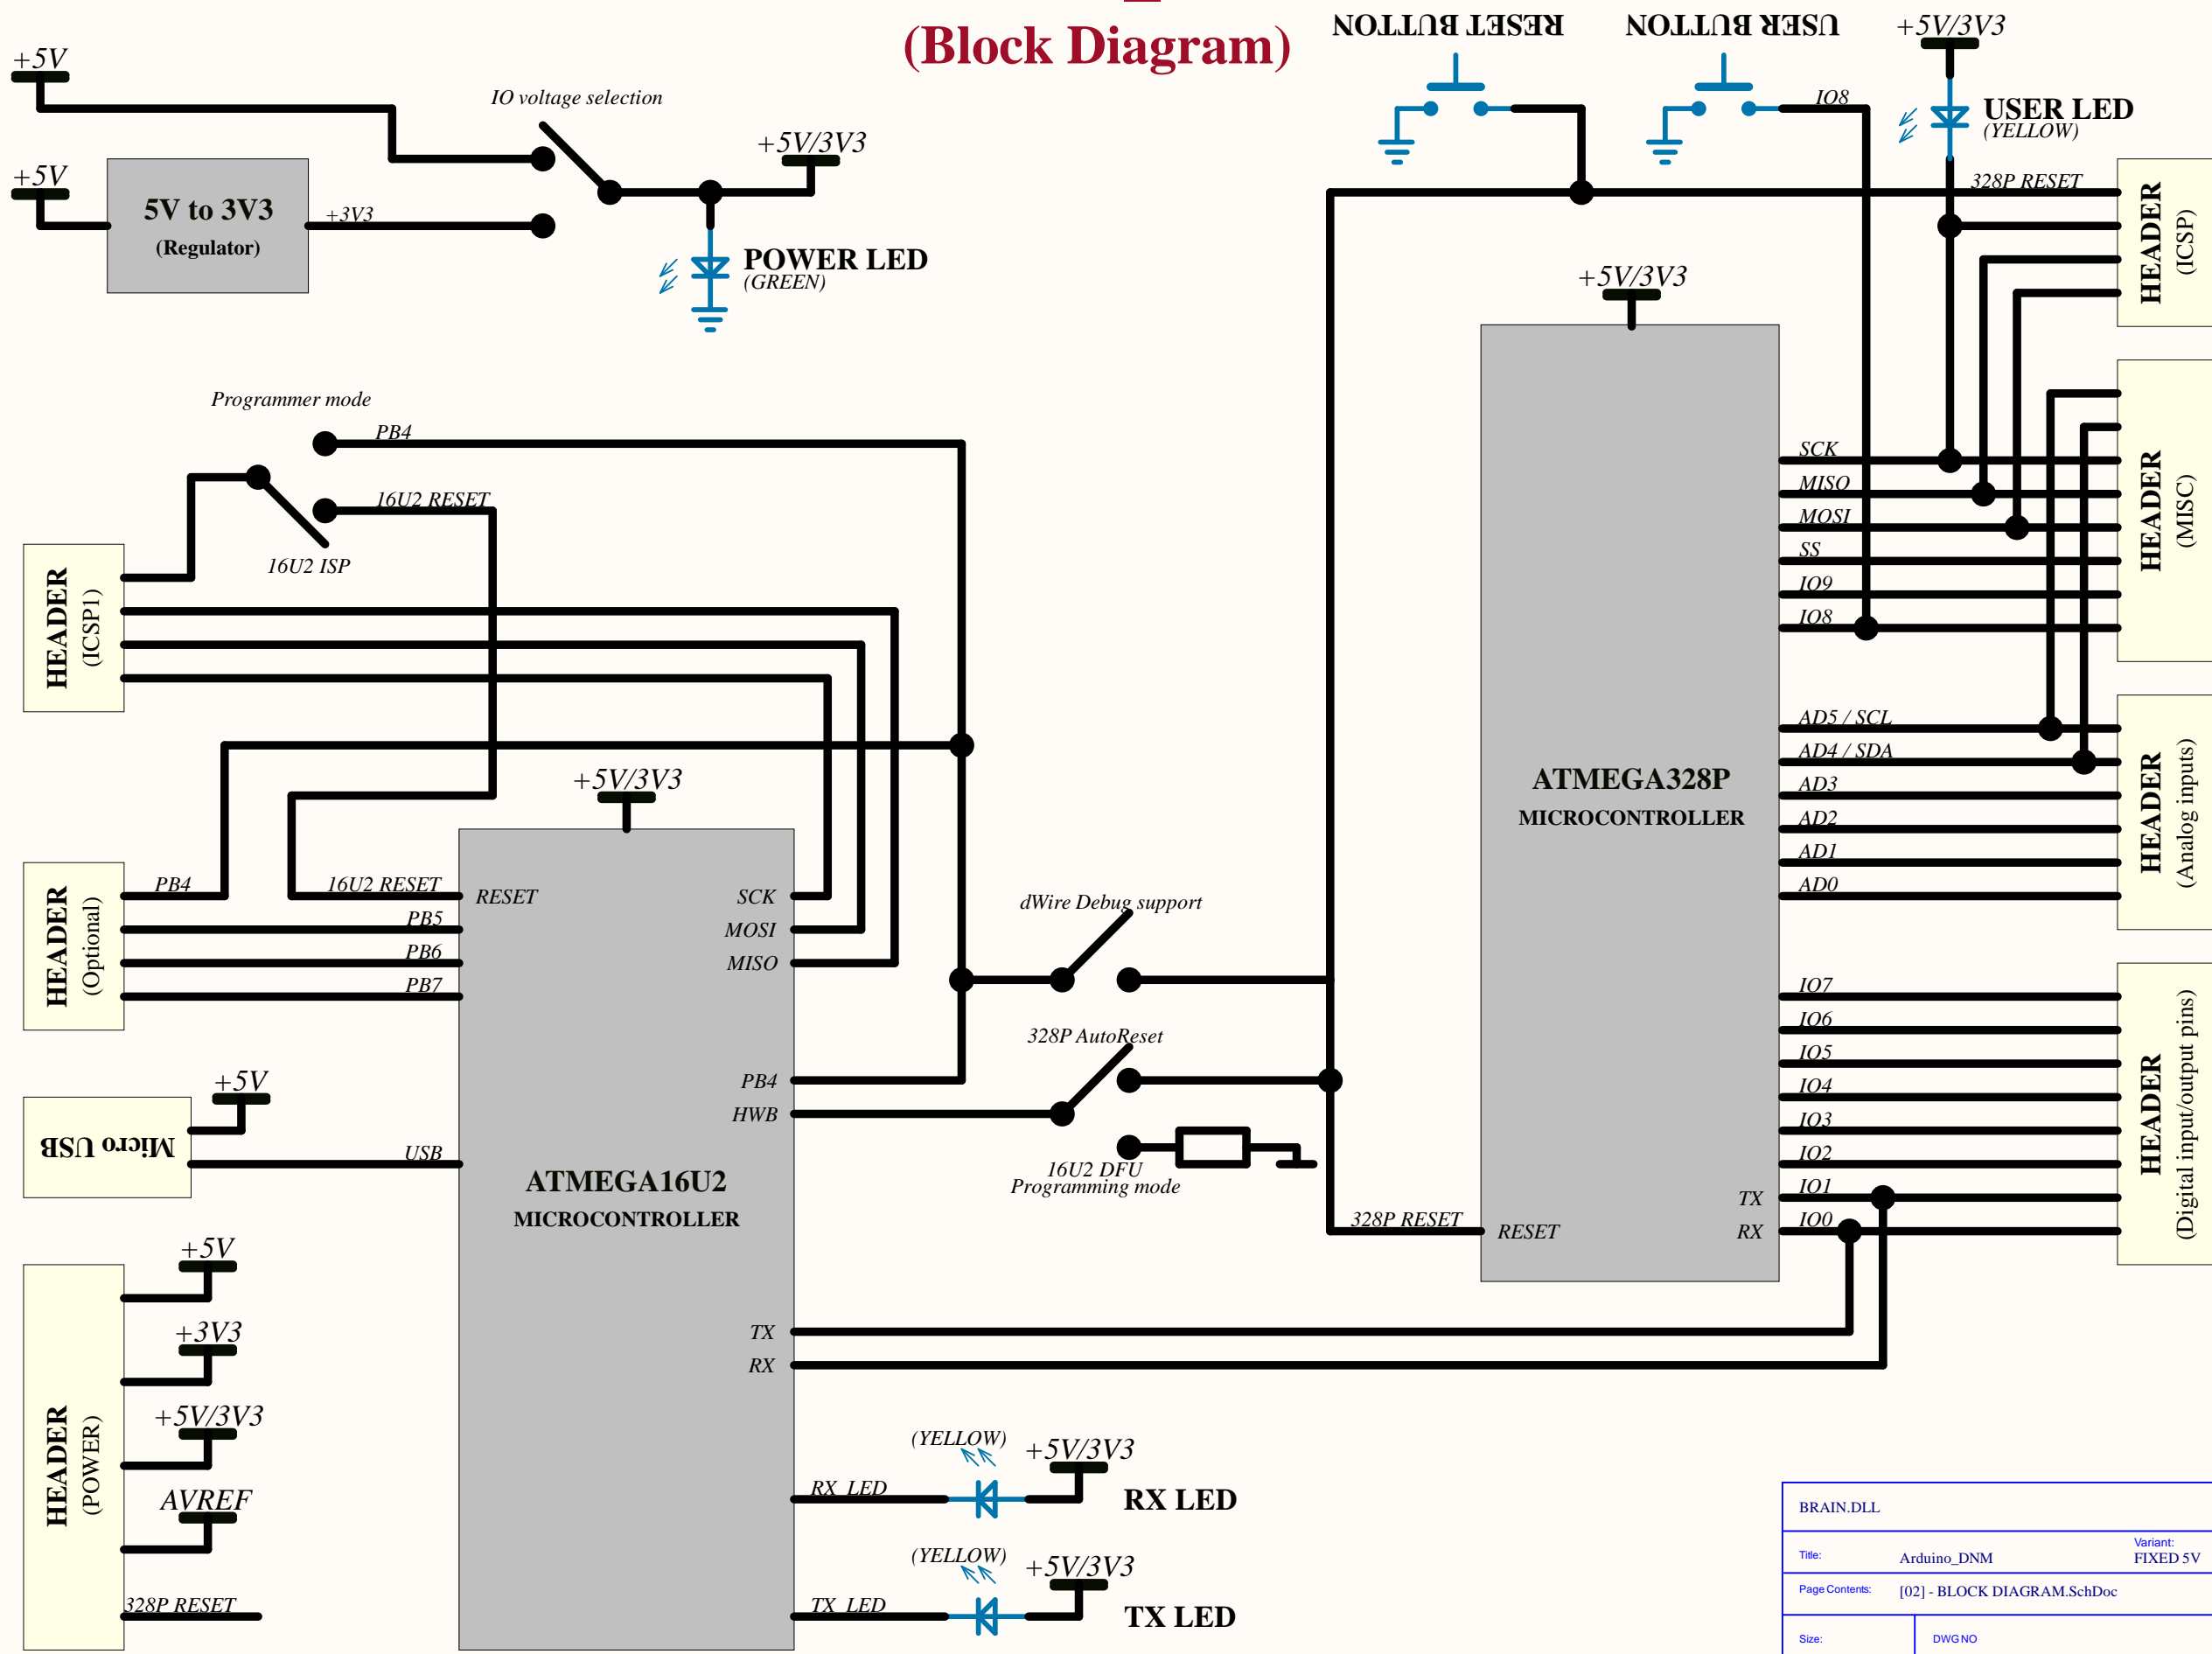 (Block Diagram)
RESET BUTTON
USER BUTTON
+5V/3V3
+5V
IO voltage selection
+5V/3V3
IO8
USER LED
(YELLOW)
+5V
5V to 3V3
(Regulator)
+3V3
POWER LED
(GREEN)
328P RESET
HEADER
(ICSP)
+5V/3V3
Programmer mode
PB4
16U2 RESET
16U2 ISP
HEADER
(ICSP1)
SCK
MISO
MOSI
SS
IO9
IO8
HEADER
(MISC)
AD5 / SCL
AD4 / SDA
AD3
AD2
AD1
AD0
HEADER
(Analog inputs)
ATMEGA328P
MICROCONTROLLER
+5V/3V3
HEADER
(Optional)
PB4
16U2 RESET
PB5
PB6
PB7
RESET
SCK
MOSI
MISO
PB4
HWB
dWire Debug support
328P AutoReset
16U2 DFU
Programming mode
IO7
IO6
IO5
IO4
IO3
IO2
IO1
IO0
TX
RX
HEADER
(Digital input/output pins)
328P RESET
RESET
+5V
Micro USB
USB
ATMEGA16U2
MICROCONTROLLER
TX
RX
HEADER
(POWER)
+5V
+3V3
+5V/3V3
AVREF
328P RESET
(YELLOW)
+5V/3V3
RX_LED
RX LED
(YELLOW)
+5V/3V3
TX_LED
TX LED
BRAIN.DLL
Title: Arduino_DNM
Variant:
FIXED 5V
Page Contents: [02] - BLOCK DIAGRAM.SchDoc
Size:
DWG NO